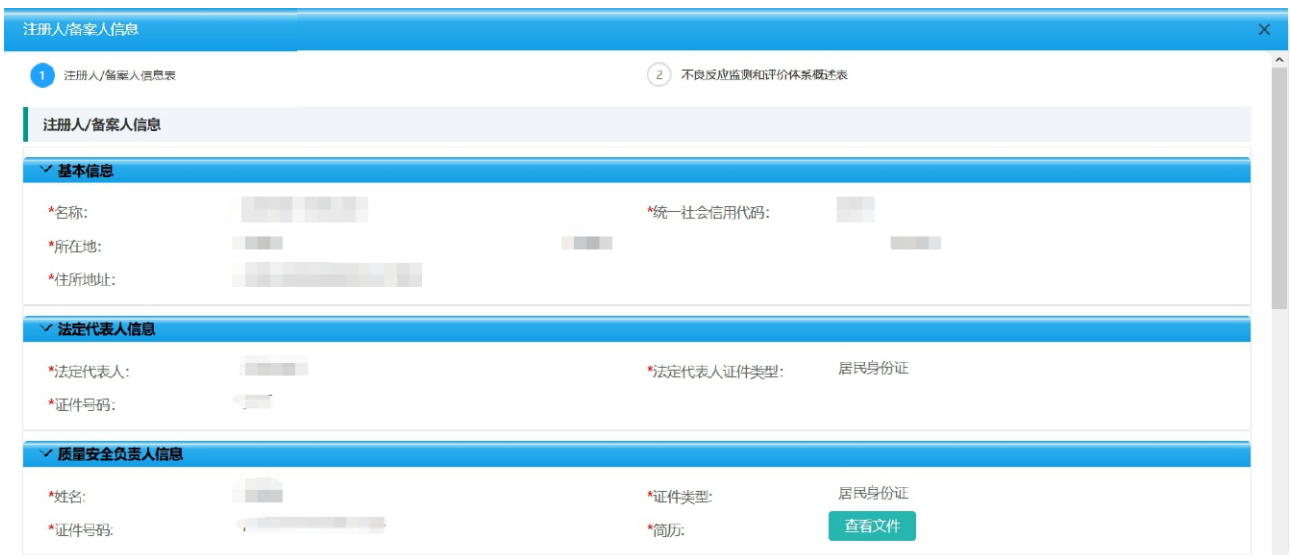 注册人/备案人信息
1 注册人/备案人信息表 2 不良反应监测和评价体系概述表
注册人/备案人信息
基本信息
*名称: *统一社会信用代码:
*所在地:
*住所地址:
法定代表人信息
*法定代表人: *法定代表人证件类型: 居民身份证
*证件号码:
质量安全负责人信息
*姓名: *证件类型: 居民身份证
*证件号码: *简历: 查看文件